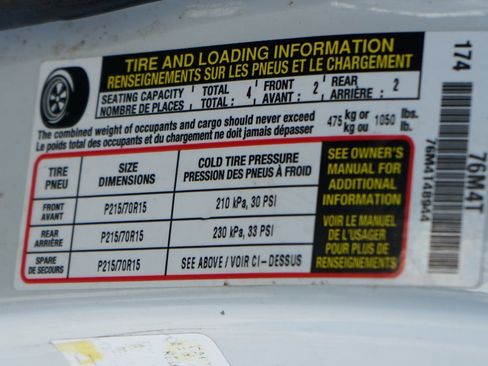 TIRE AND LOADING INFORMATION
RENSEIGNEMENTS SUR LES PNEUS ET LE CHARGEMENT
SEATING CAPACITY TOTAL : 4 FRONT : 2 REAR : 2
NOMBRE DE PLACES TOTAL : AVANT : ARRIÈRE :
The combined weight of occupants and cargo should never exceed 475 kg or 1050 lbs.
Le poids total des occupants et du chargement ne doit jamais dépasser kg ou lb.
TIRE SIZE COLD TIRE PRESSURE
PNEU DIMENSIONS PRESSION DES PNEUS À FROID
FRONT
AVANT P215/70R15 210 kPa, 30 PSI
REAR
ARRIÈRE P215/70R15 230 kPa, 33 PSI
SPARE
DE SECOURS P215/70R15 SEE ABOVE / VOIR CI-DESSUS
SEE OWNER'S
MANUAL FOR
ADDITIONAL
INFORMATION
VOIR LE MANUEL
DE L'USAGER
POUR PLUS DE
RENSEIGNEMENTS
174 76M4T
76M4T48944